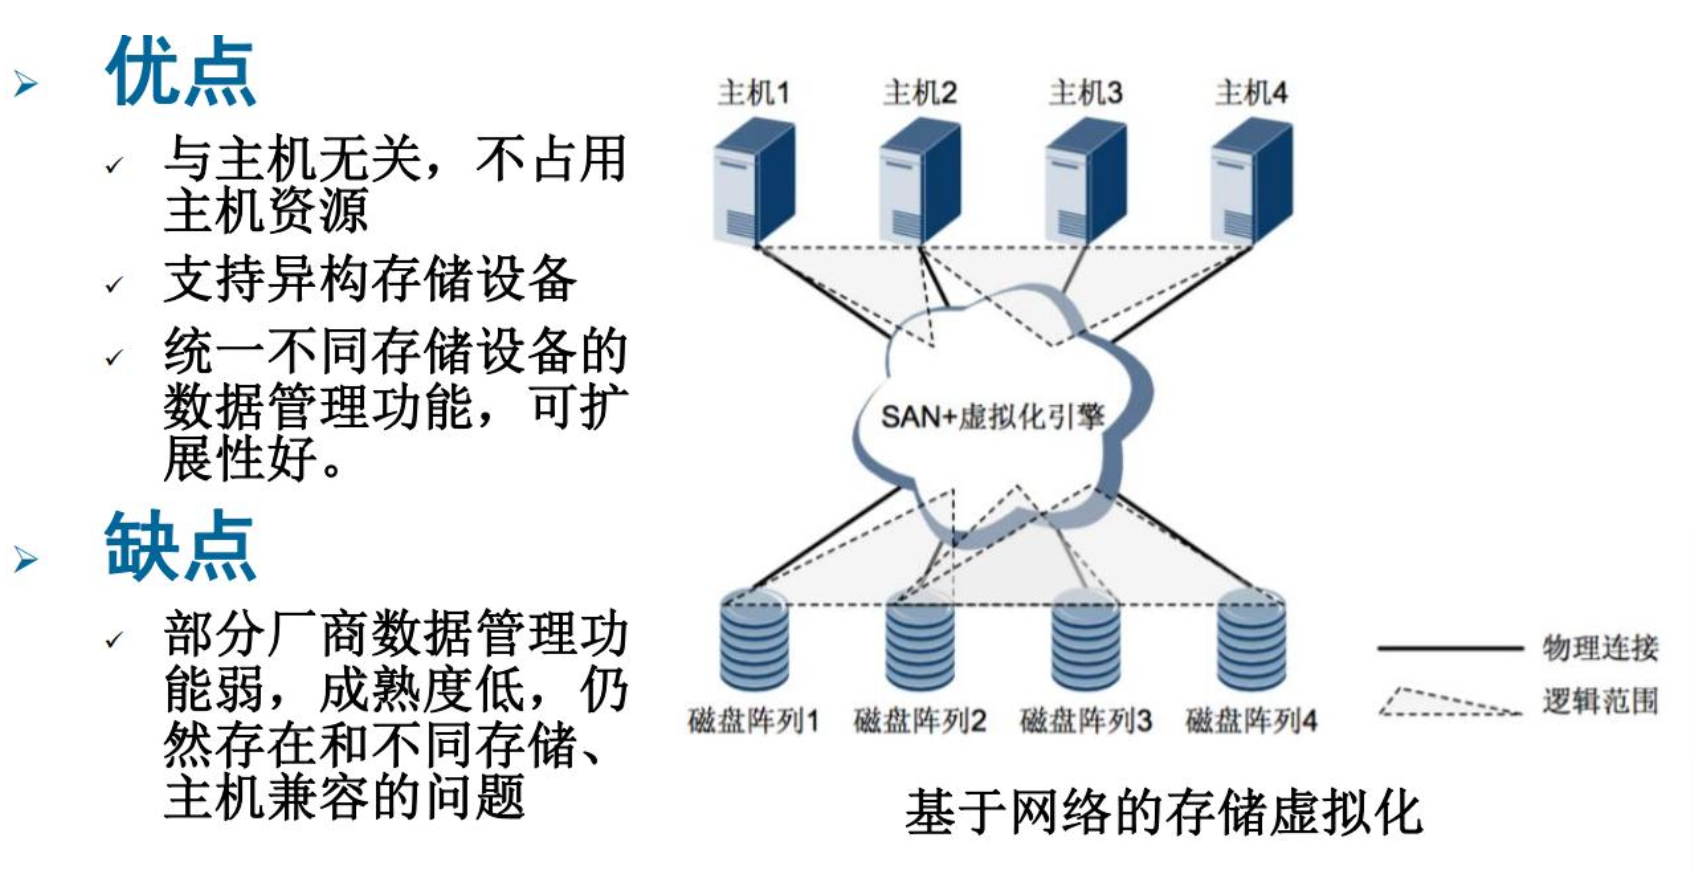 优点
与主机无关，不占用
主机资源
支持异构存储设备
统一不同存储设备的
数据管理功能，可扩
展性好。
缺点
部分厂商数据管理功
能弱，成熟度低，仍
然存在和不同存储、
主机兼容的问题
主机1 主机2 主机3 主机4
SAN+虚拟化引擎
磁盘阵列1 磁盘阵列2 磁盘阵列3 磁盘阵列4
物理连接
逻辑范围
基于网络的存储虚拟化